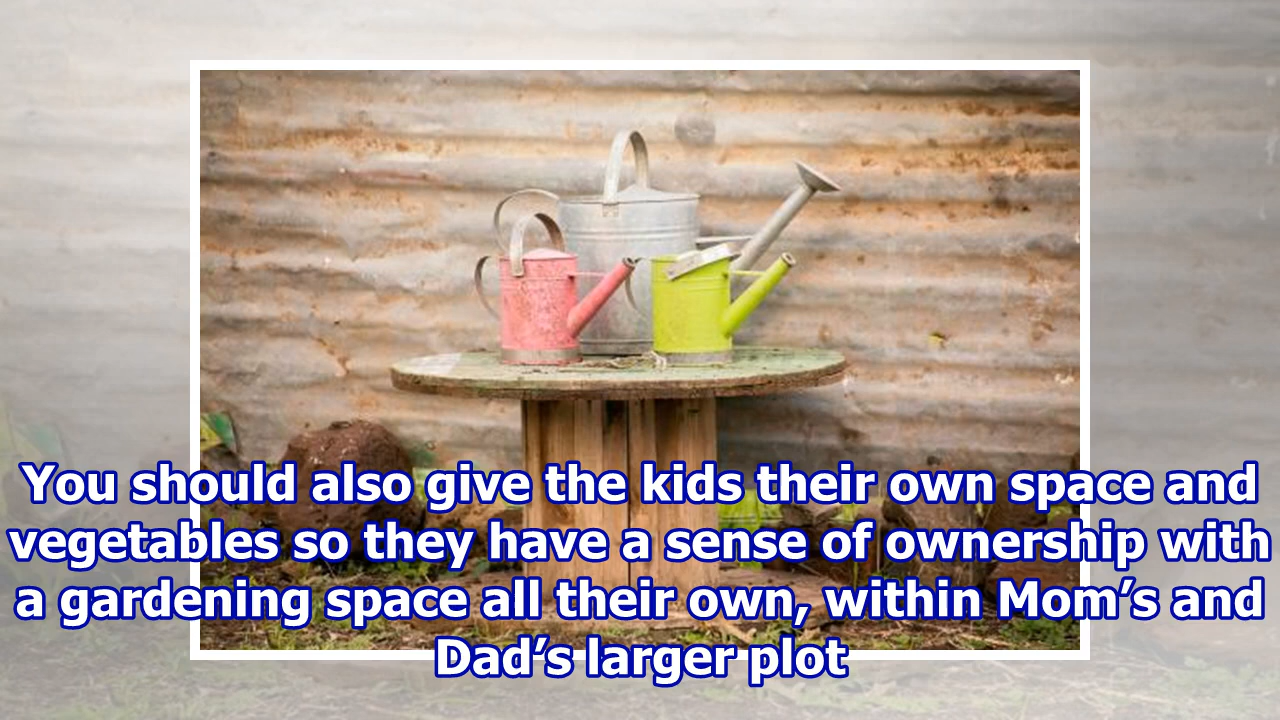 You should also give the kids their own space and
vegetables so they have a sense of ownership with
a gardening space all their own, within Mom’s and
Dad’s larger plot